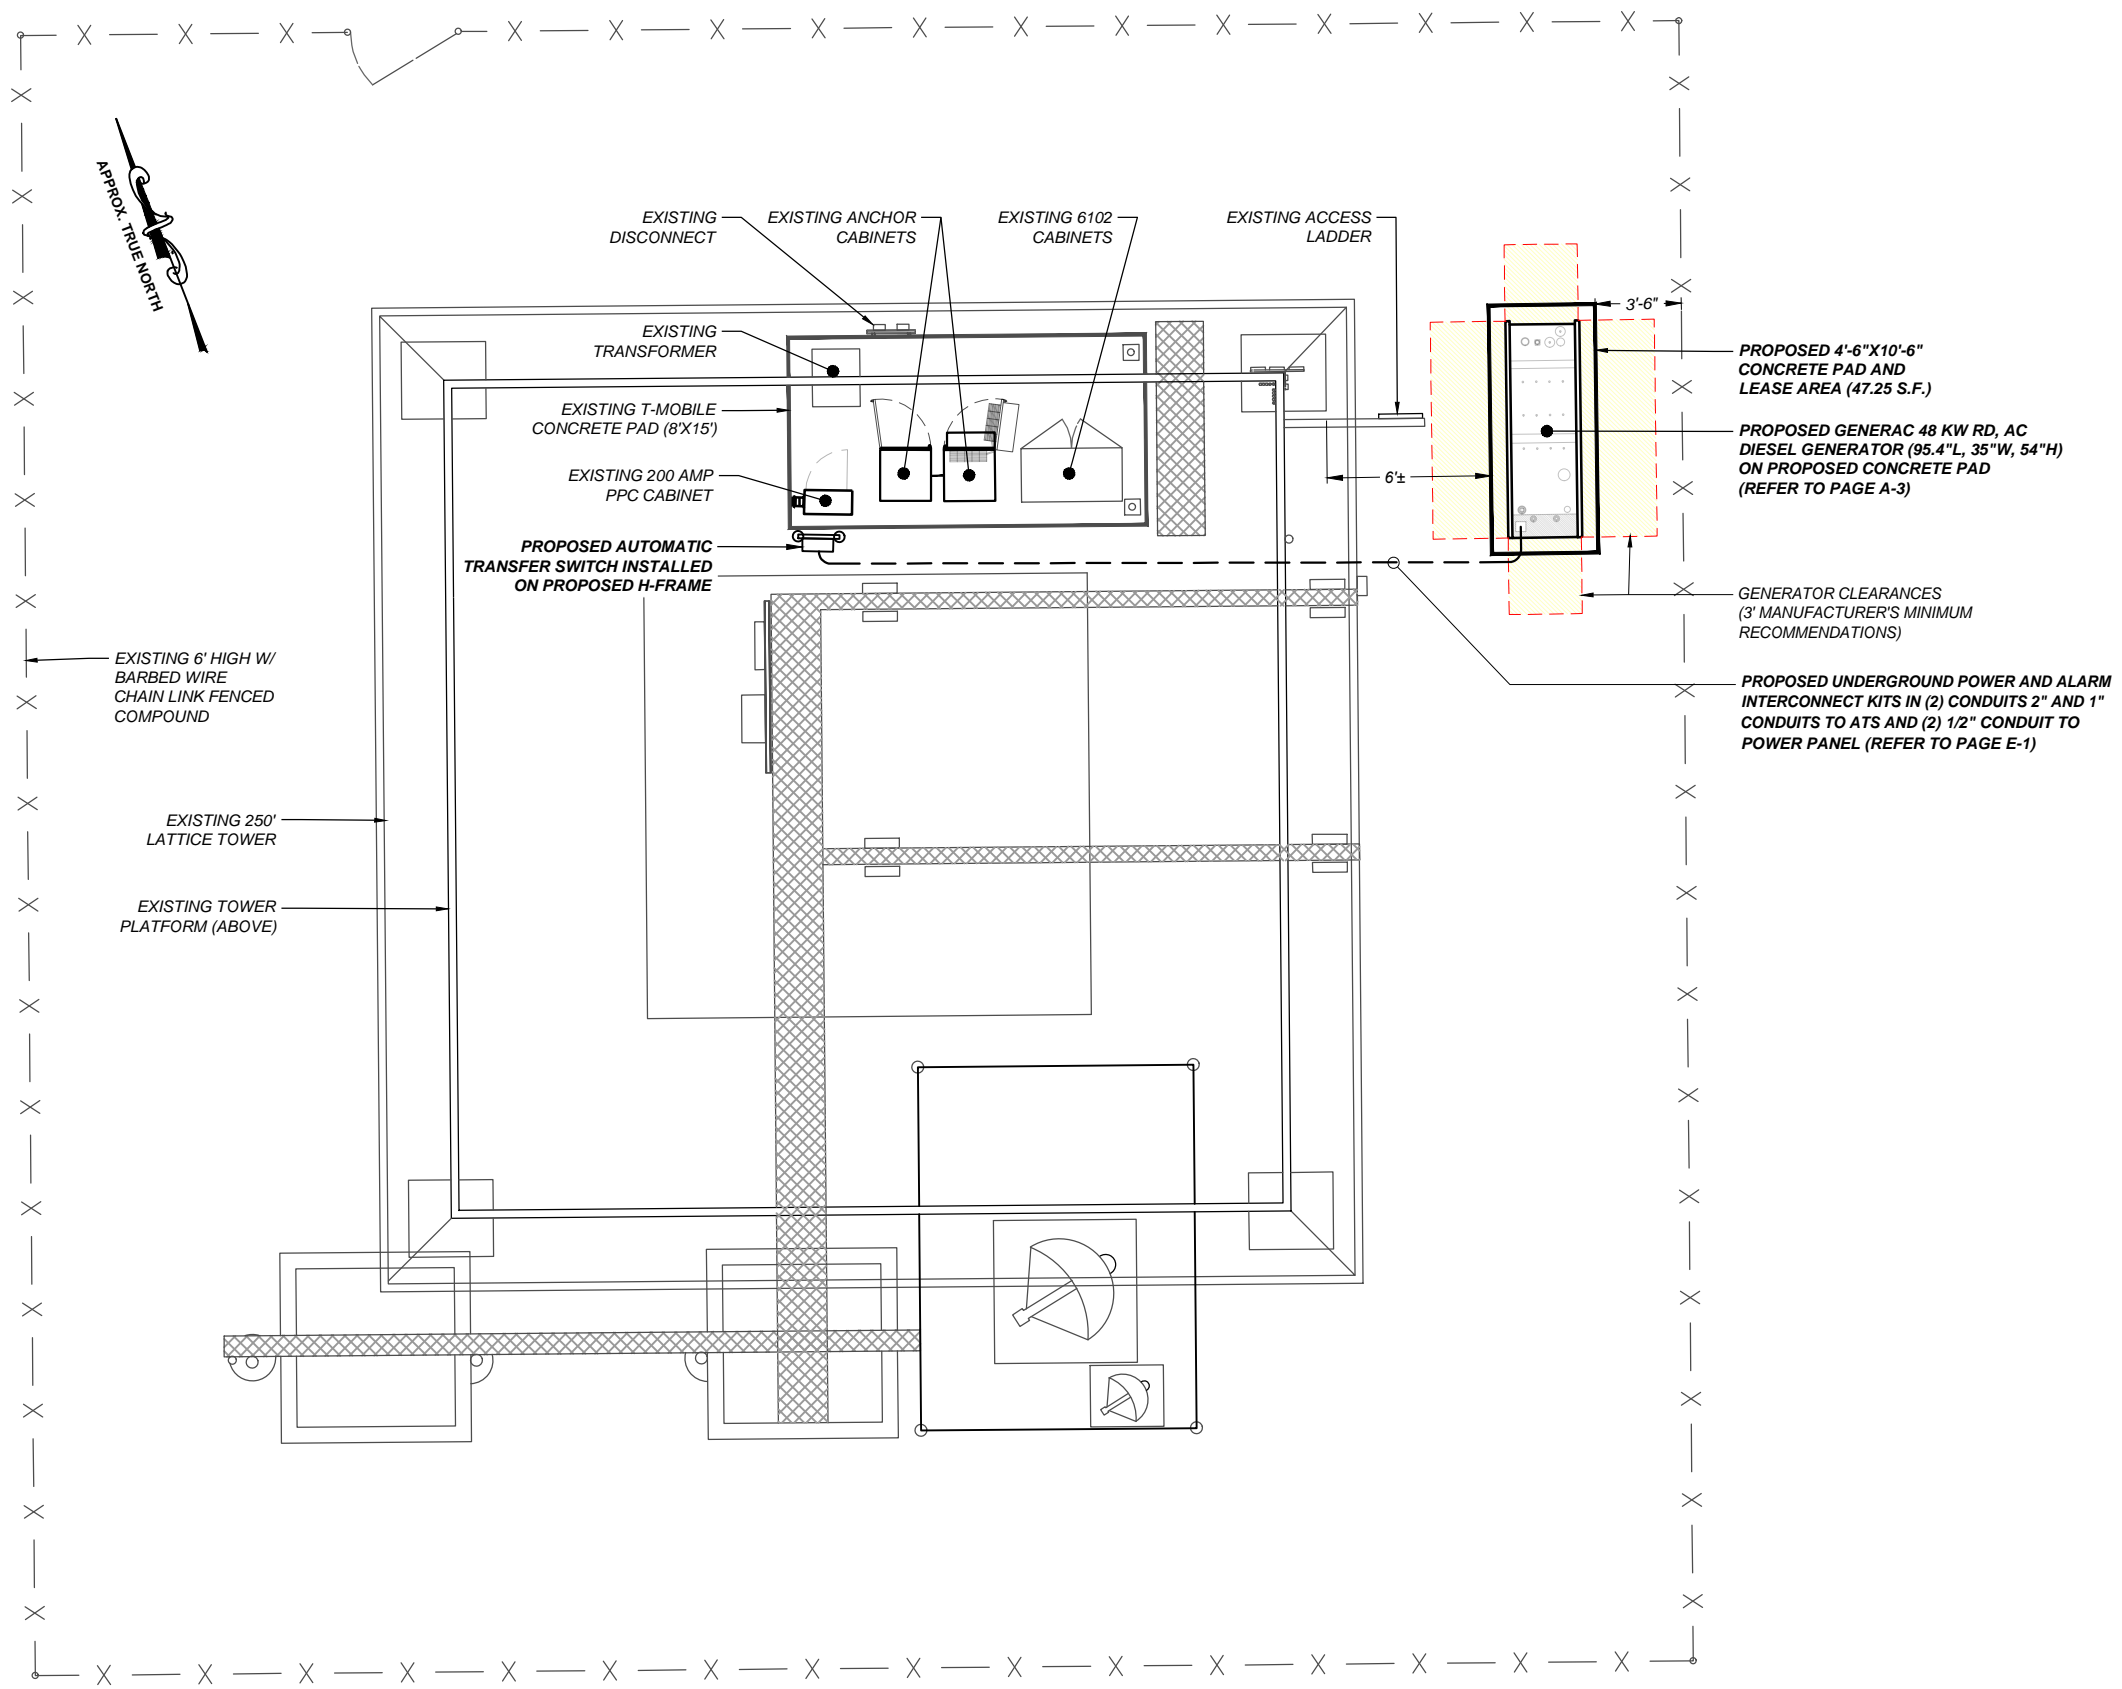 APPROX. TRUE NORTH
EXISTING
DISCONNECT
EXISTING ANCHOR
CABINETS
EXISTING 6102
CABINETS
EXISTING ACCESS
LADDER
EXISTING
TRANSFORMER
EXISTING T-MOBILE
CONCRETE PAD (8'X15')
EXISTING 200 AMP
PPC CABINET
PROPOSED AUTOMATIC
TRANSFER SWITCH INSTALLED
ON PROPOSED H-FRAME
3'-6"
6'±
PROPOSED 4'-6"X10'-6"
CONCRETE PAD AND
LEASE AREA (47.25 S.F.)
PROPOSED GENERAC 48 KW RD, AC
DIESEL GENERATOR (95.4"L, 35"W, 54"H)
ON PROPOSED CONCRETE PAD
(REFER TO PAGE A-3)
GENERATOR CLEARANCES
(3' MANUFACTURER'S MINIMUM
RECOMMENDATIONS)
PROPOSED UNDERGROUND POWER AND ALARM
INTERCONNECT KITS IN (2) CONDUITS 2" AND 1"
CONDUITS TO ATS AND (2) 1/2" CONDUIT TO
POWER PANEL (REFER TO PAGE E-1)
EXISTING 6' HIGH W/
BARBED WIRE
CHAIN LINK FENCED
COMPOUND
EXISTING 250'
LATTICE TOWER
EXISTING TOWER
PLATFORM (ABOVE)